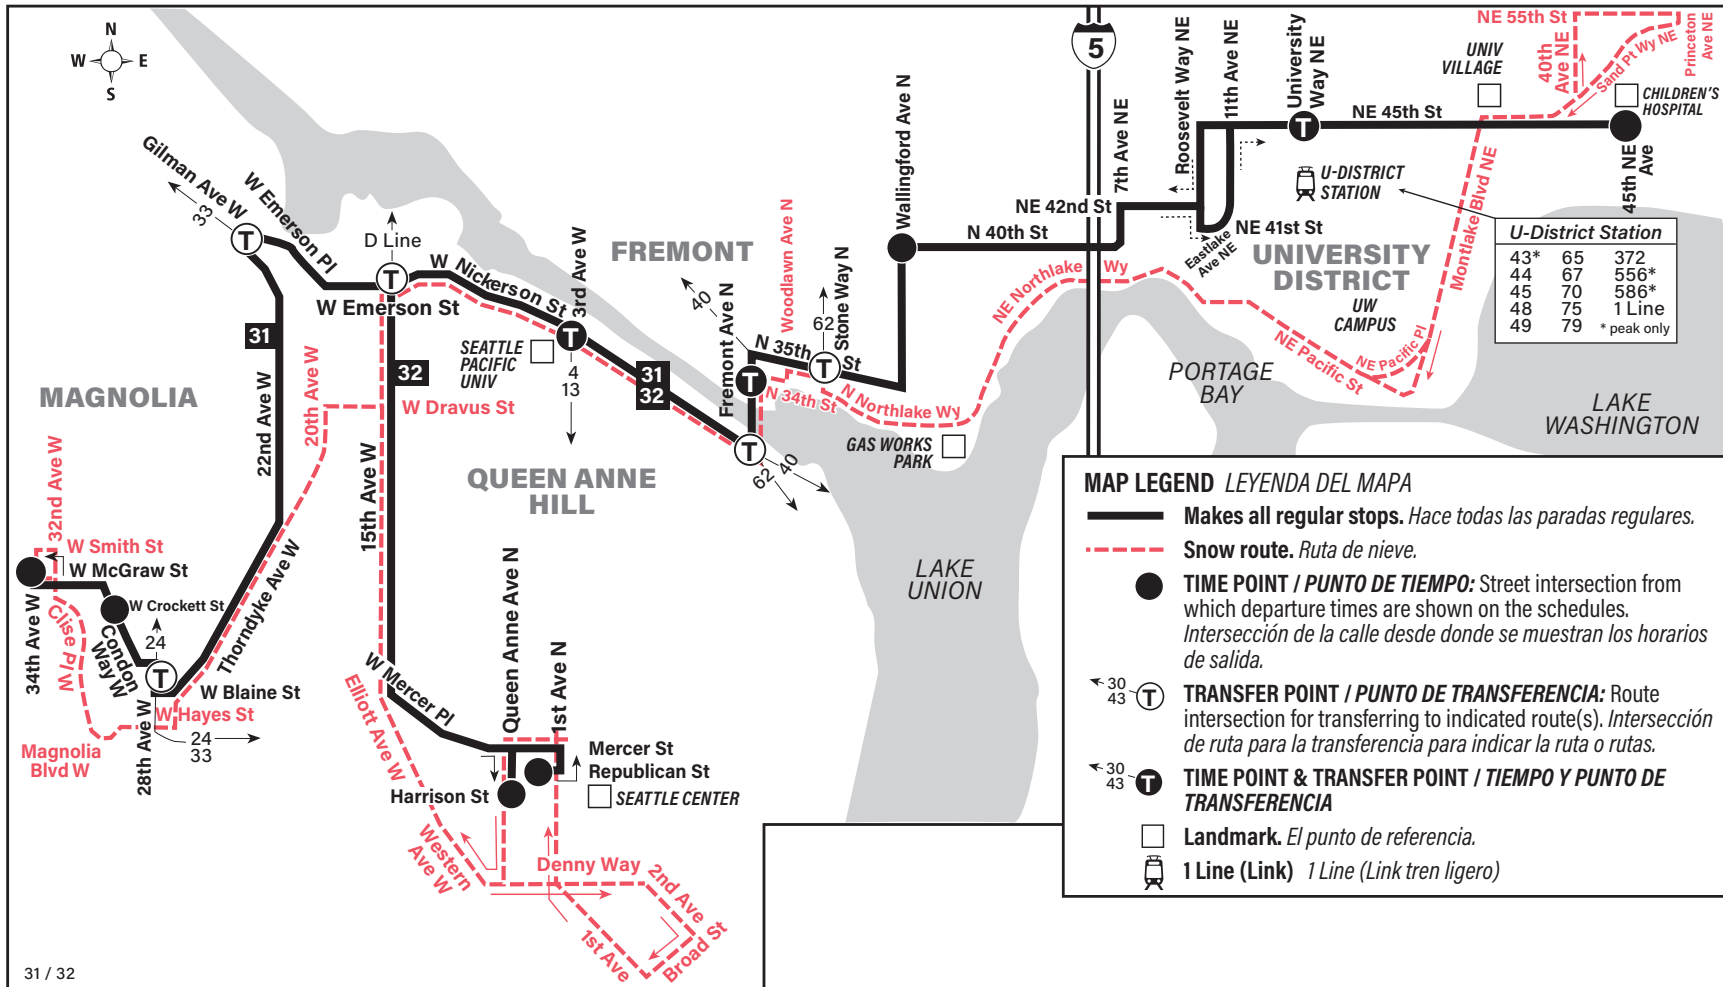 N
W E
S
5
NE 55th St
Princeton
Ave NE
40th
Ave NE
Sand Pt Wy NE
UNIV
VILLAGE
CHILDREN'S
HOSPITAL
Roosevelt Way NE
11th Ave NE
University
Way NE
NE 45th St
45th NE
Ave
Wallingford Ave N
7th Ave NE
U-DISTRICT
STATION
Montlake Blvd NE
NE 42nd St
NE 41st St
Eastlake
Ave NE
N 40th St
UNIVERSITY
DISTRICT
UW
CAMPUS
U-District Station
43* 65 372
44 67 556*
45 70 586*
48 75 1 Line
49 79 * peak only
Gilman Ave W
33
W Emerson Pl
D Line
W Nickerson St
W Emerson St
3rd Ave W
FREMONT
40
Fremont Ave N
Woodlawn Ave N
62
Stone Way N
N 35th St
N 34th St
N Northlake Wy
NE Northlake Wy
NE Pacific St
NE Pacific Pl
PORTAGE
BAY
LAKE
WASHINGTON
GAS WORKS
PARK
31
32
SEATTLE
PACIFIC
UNIV
4
13
31
32
62
40
MAGNOLIA
22nd Ave W
20th Ave W
W Dravus St
15th Ave W
QUEEN ANNE
HILL
LAKE
UNION
32nd Ave W
W Smith St
W McGraw St
W Crockett St
24
34th Ave W
Clise Pl W
Condon
Way W
Thorndyke Ave W
W Blaine St
W Hayes St
24
33
28th Ave W
Magnolia
Blvd W
W Mercer Pl
Elliott Ave W
Queen Anne Ave N
1st Ave N
Mercer St
Republican St
Harrison St
SEATTLE CENTER
Western
Ave W
Denny Way
2nd Ave
Broad St
1st Ave
MAP LEGEND LEYENDA DEL MAPA
Makes all regular stops. Hace todas las paradas regulares.
Snow route. Ruta de nieve.
TIME POINT / PUNTO DE TIEMPO: Street intersection from
which departure times are shown on the schedules.
Intersección de la calle desde donde se muestran los horarios
de salida.
30
43 T
TRANSFER POINT / PUNTO DE TRANSFERENCIA: Route
intersection for transferring to indicated route(s). Intersección
de ruta para la transferencia para indicar la ruta o rutas.
30
43 T
TIME POINT & TRANSFER POINT / TIEMPO Y PUNTO DE
TRANSFERENCIA
Landmark. El punto de referencia.
1 Line (Link) 1 Line (Link tren ligero)
31 / 32
T
T
T
T
T
T
T
T